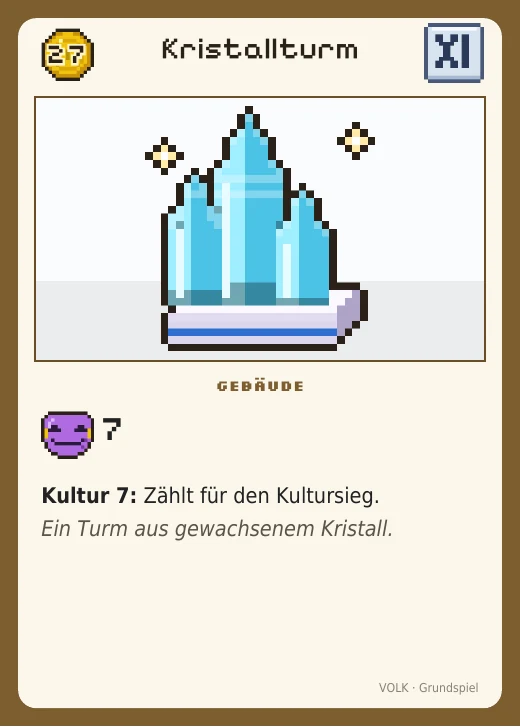 27
Kristallturm
XI
GEBÄUDE
7
Kultur 7: Zählt für den Kultursieg.
Ein Turm aus gewachsenem Kristall.
VOLK · Grundspiel